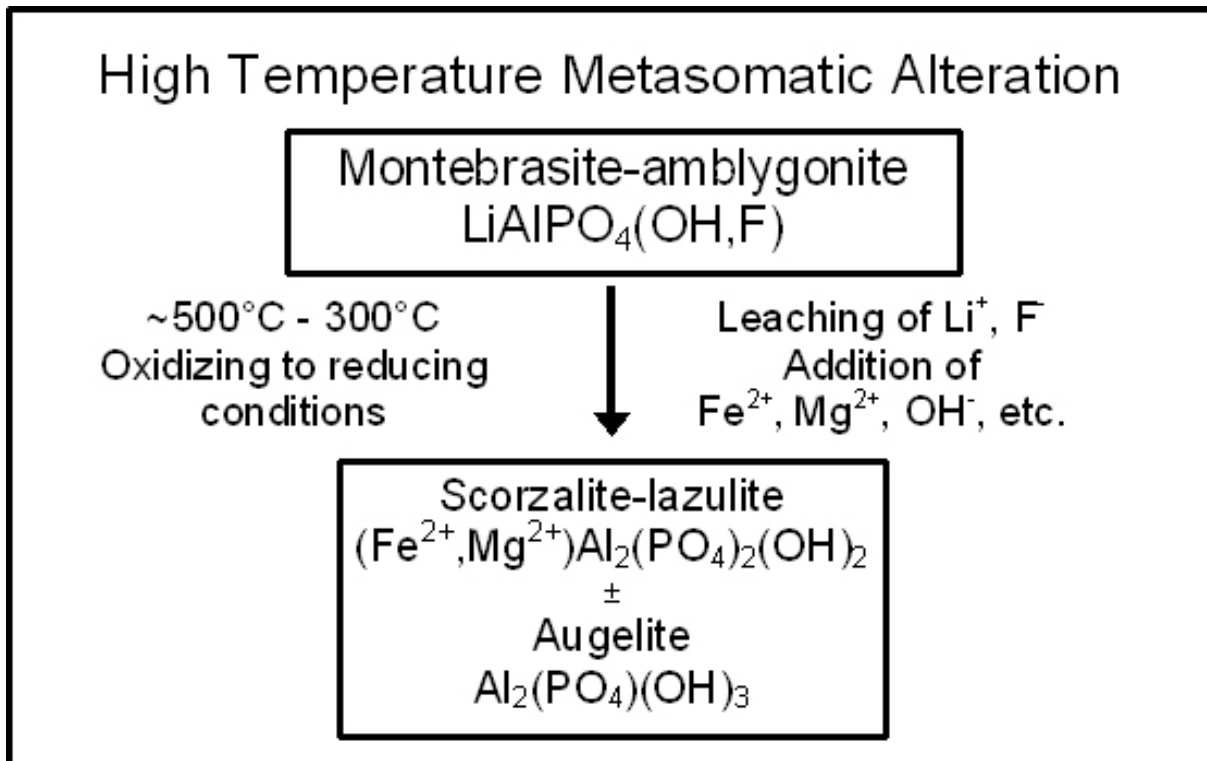 High Temperature Metasomatic Alteration
Montebrasite-amblygonite
LiAlPO₄(OH,F)
~500°C - 300°C
Oxidizing to reducing
conditions
Leaching of Li⁺, F⁻
Addition of
Fe²⁺, Mg²⁺, OH⁻, etc.
Scorzalite-lazulite
(Fe²⁺,Mg²⁺)Al₂(PO₄)₂(OH)₂
±
Augelite
Al₂(PO₄)(OH)₃